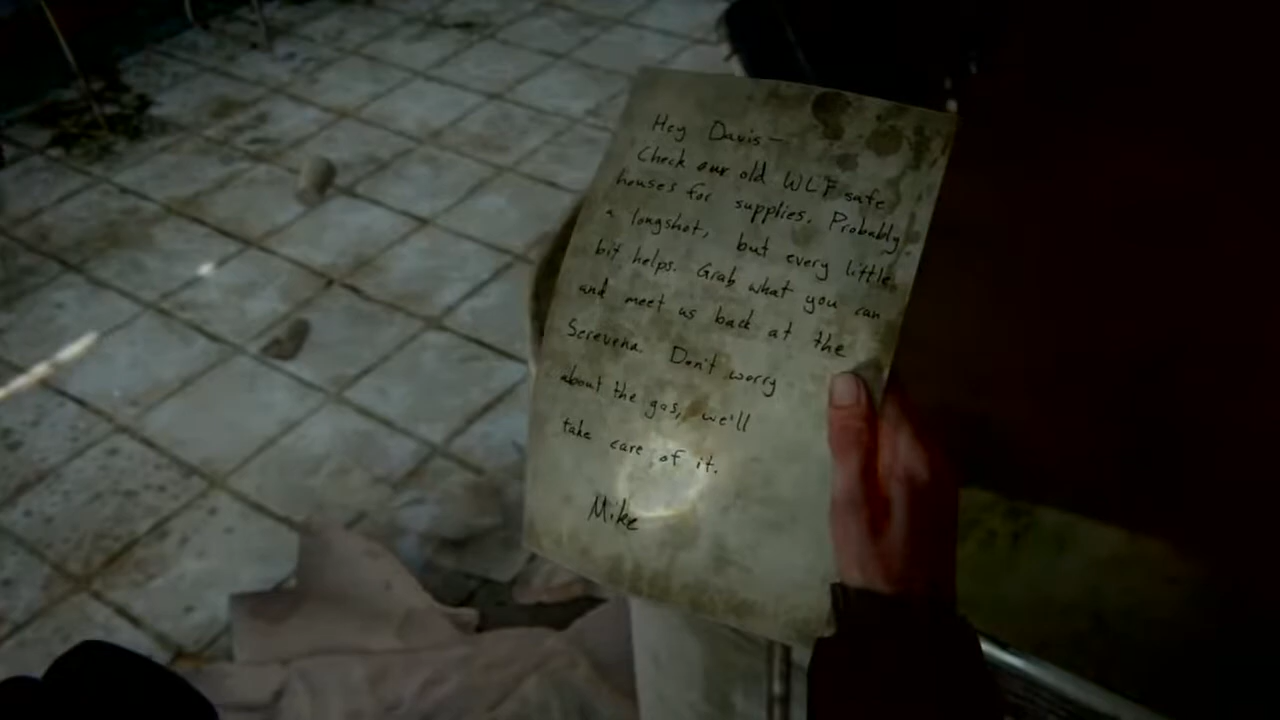 Hey Davis-
Check our old WLF safe
houses for supplies. Probably
a longshot, but every little
bit helps. Grab what you can
and meet us back at the
Serevena. Don't worry
about the gas, we'll
take care of it.
Mike